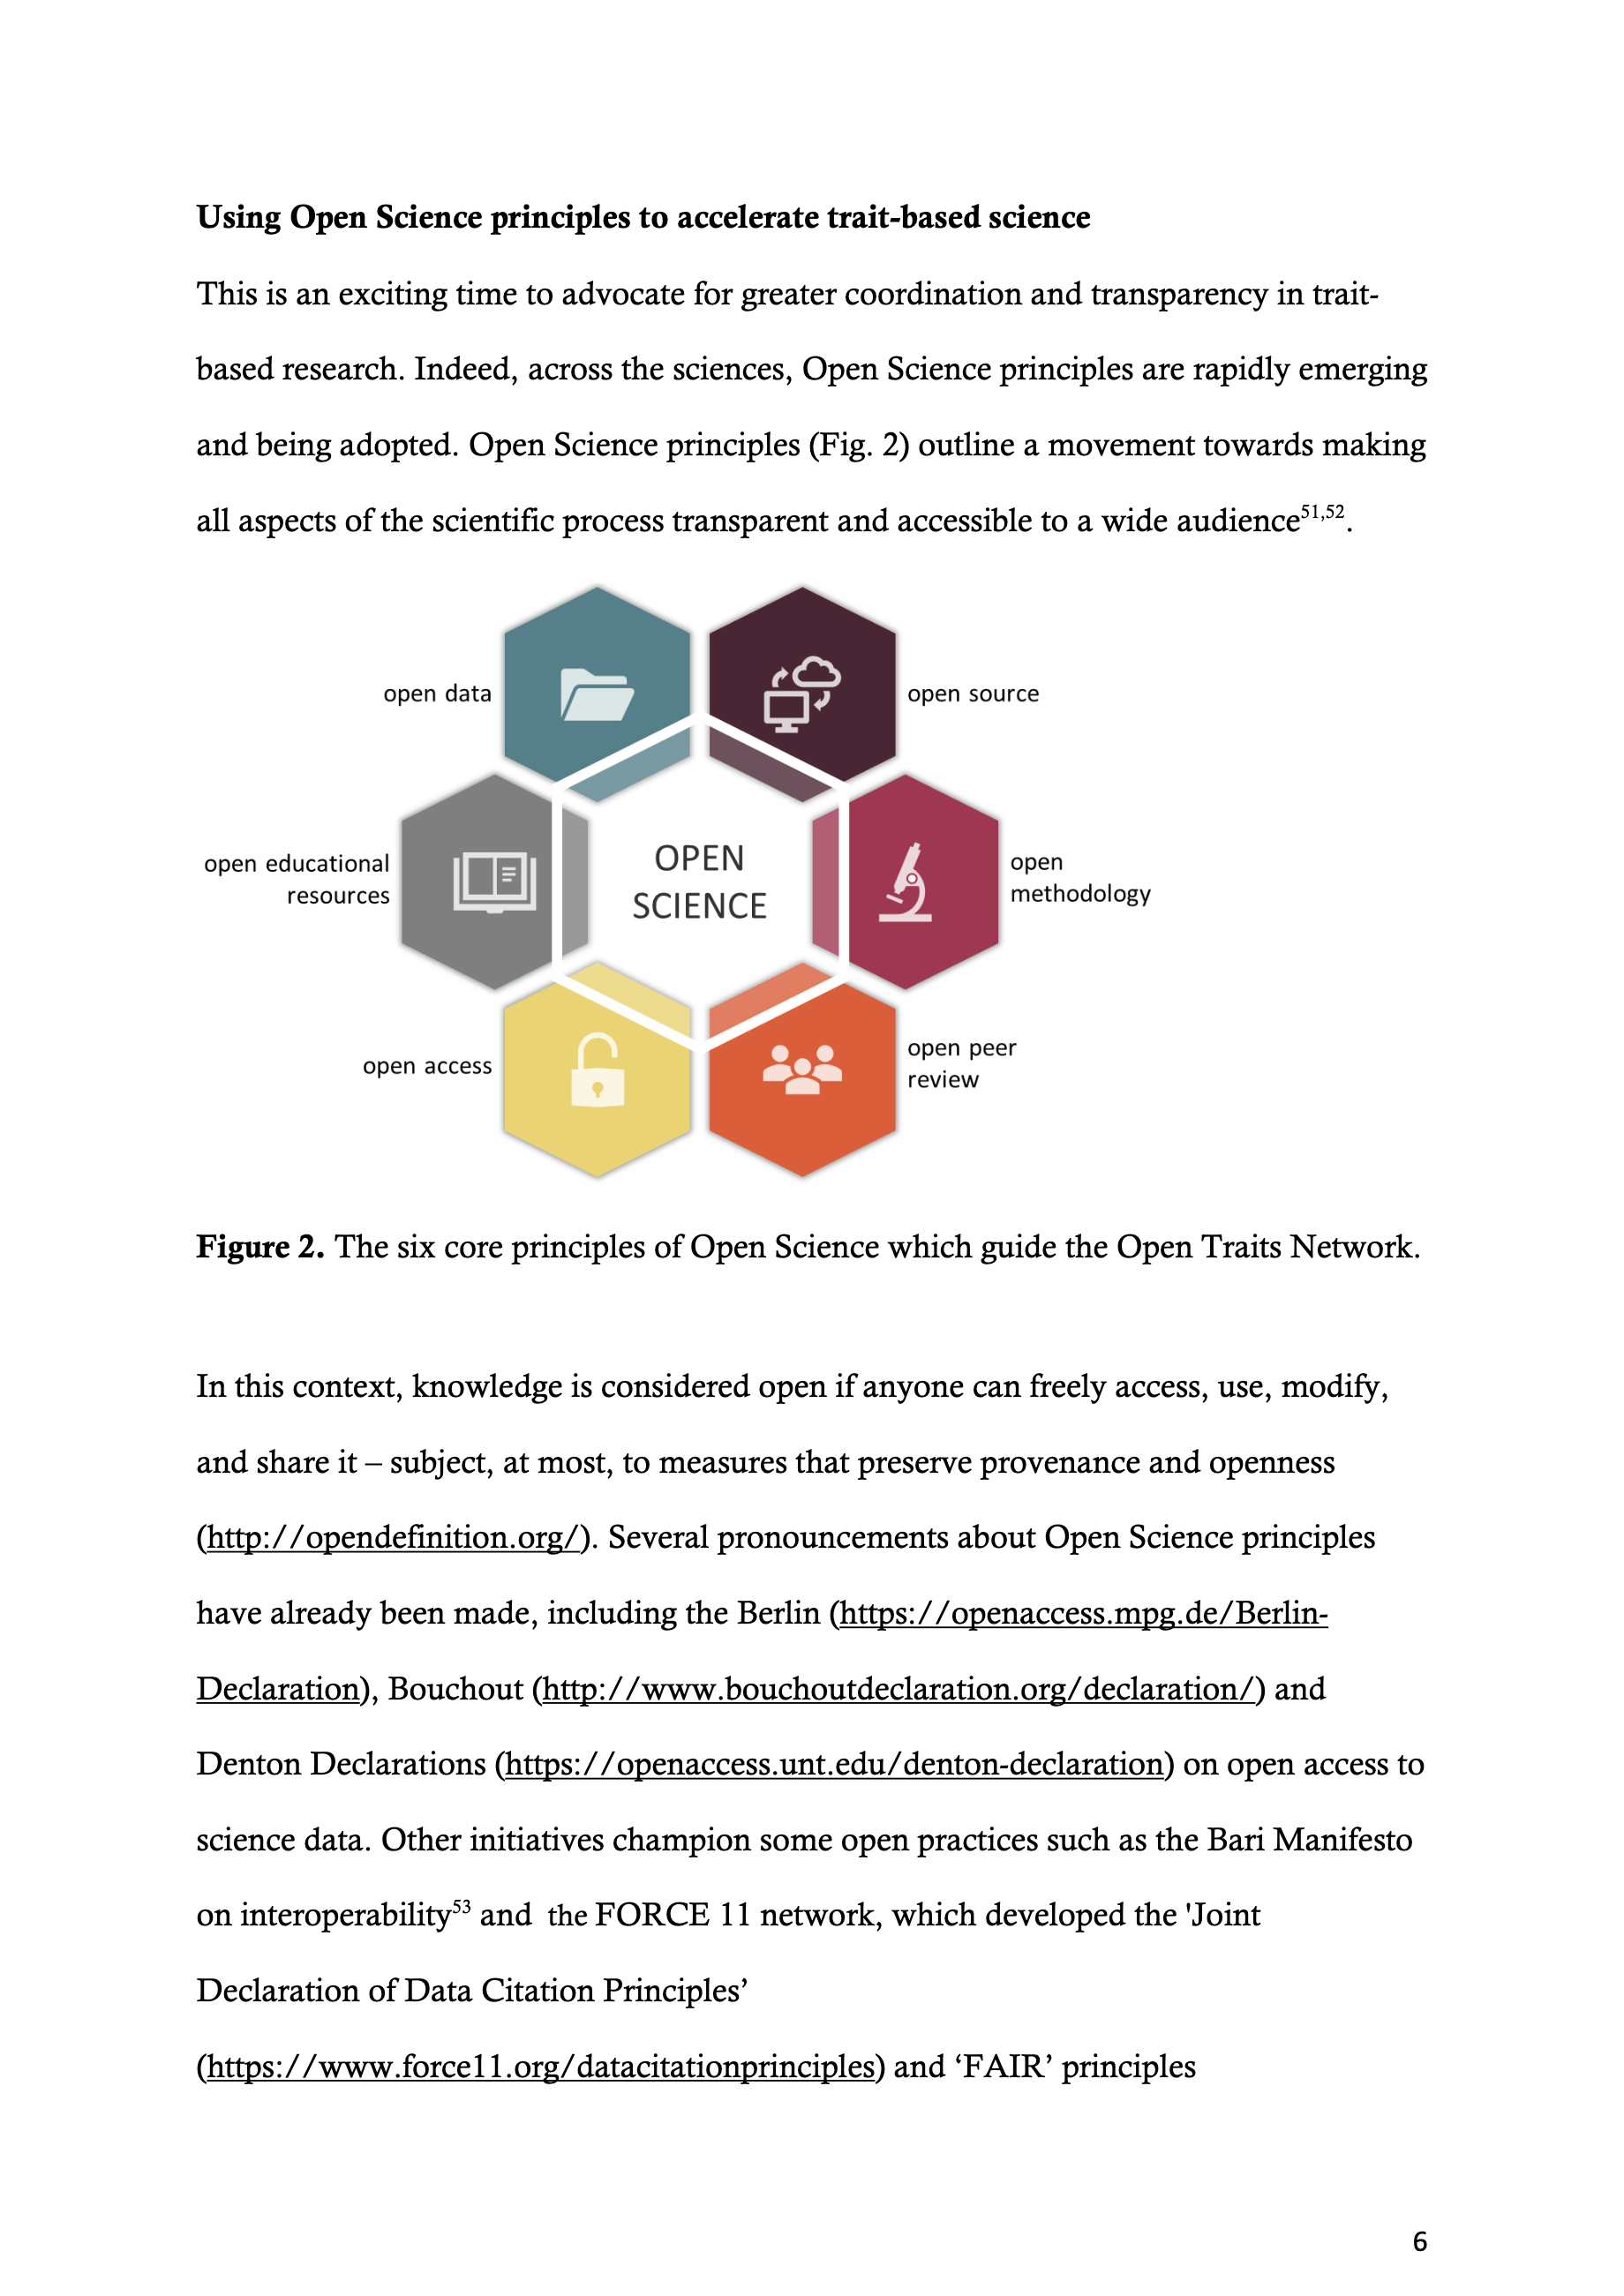 Using Open Science principles to accelerate trait-based science
This is an exciting time to advocate for greater coordination and transparency in trait-
based research. Indeed, across the sciences, Open Science principles are rapidly emerging
and being adopted. Open Science principles (Fig. 2) outline a movement towards making
all aspects of the scientific process transparent and accessible to a wide audience51,52.
open data
open source
open educational
resources
OPEN
SCIENCE
open
methodology
open access
open peer
review
Figure 2. The six core principles of Open Science which guide the Open Traits Network.
In this context, knowledge is considered open if anyone can freely access, use, modify,
and share it – subject, at most, to measures that preserve provenance and openness
(http://opendefinition.org/). Several pronouncements about Open Science principles
have already been made, including the Berlin (https://openaccess.mpg.de/Berlin-
Declaration), Bouchout (http://www.bouchoutdeclaration.org/declaration/) and
Denton Declarations (https://openaccess.unt.edu/denton-declaration) on open access to
science data. Other initiatives champion some open practices such as the Bari Manifesto
on interoperability53 and  the FORCE 11 network, which developed the 'Joint
Declaration of Data Citation Principles’
(https://www.force11.org/datacitationprinciples) and ‘FAIR’ principles
6